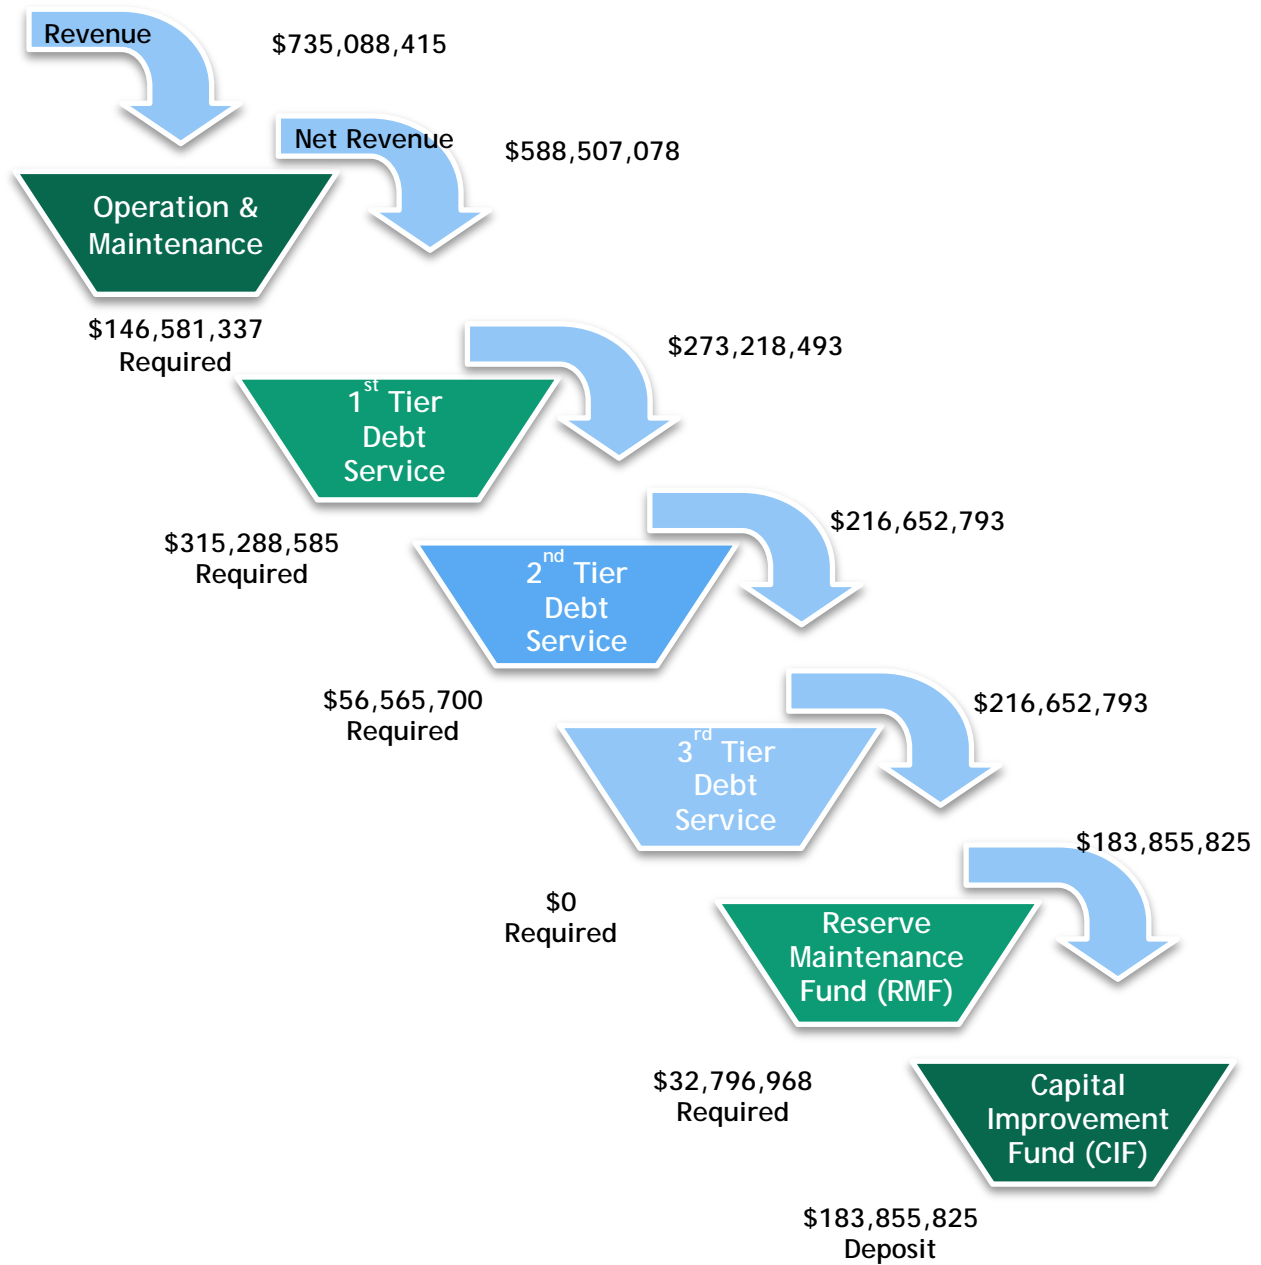 Revenue
$735,088,415
Net Revenue
$588,507,078
Operation &
Maintenance
$146,581,337
Required
$273,218,493
1st Tier
Debt
Service
$315,288,585
Required
$216,652,793
2nd Tier
Debt
Service
$56,565,700
Required
$216,652,793
3rd Tier
Debt
Service
$0
Required
$183,855,825
Reserve
Maintenance
Fund (RMF)
$32,796,968
Required
Capital
Improvement
Fund (CIF)
$183,855,825
Deposit